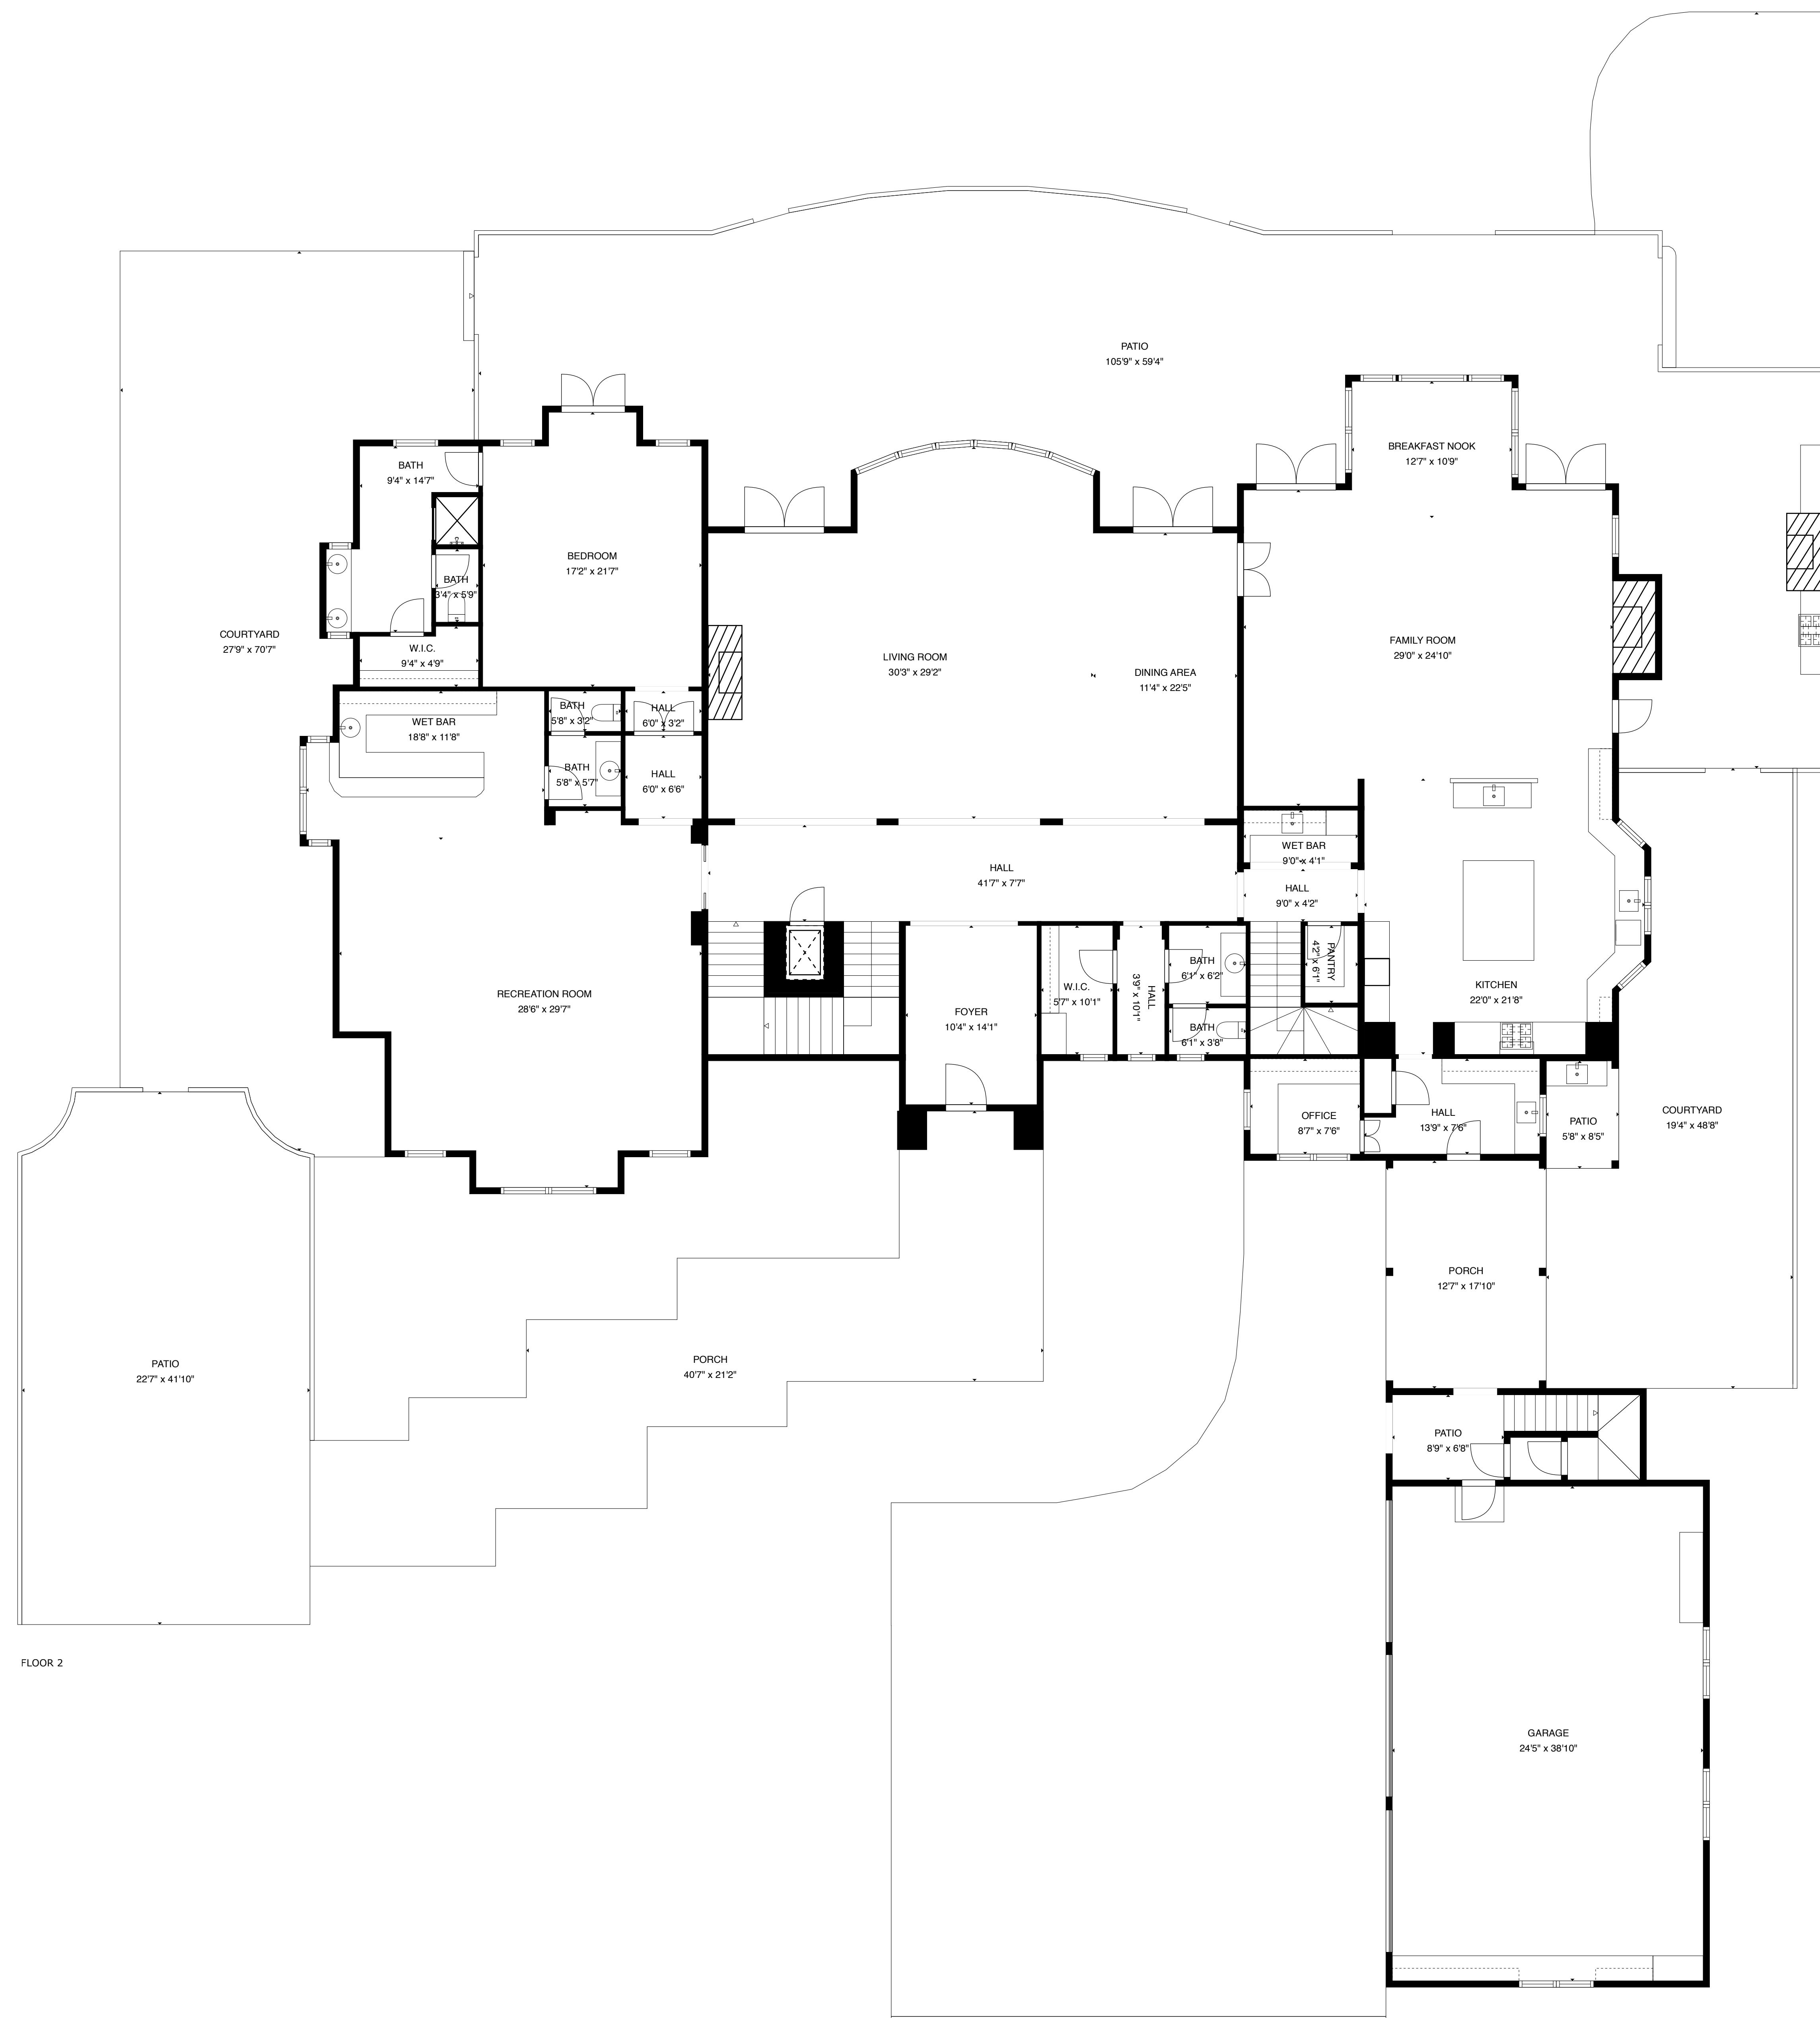 PATIO
105'9" x 59'4"
BREAKFAST NOOK
12'7" x 10'9"
BATH
9'4" x 14'7"
BEDROOM
17'2" x 21'7"
BATH
3'4" x 5'9"
COURTYARD
27'9" x 70'7"
W.I.C.
9'4" x 4'9"
LIVING ROOM
30'3" x 29'2"
DINING AREA
11'4" x 22'5"
FAMILY ROOM
29'0" x 24'10"
WET BAR
18'8" x 11'8"
BATH
5'8" x 3'2"
HALL
6'0" x 3'2"
BATH
5'8" x 5'7"
HALL
6'0" x 6'6"
HALL
41'7" x 7'7"
WET BAR
9'0" x 4'1"
HALL
9'0" x 4'2"
RECREATION ROOM
28'6" x 29'7"
FOYER
10'4" x 14'1"
W.I.C.
5'7" x 10'1"
HALL
3'9" x 10'1"
BATH
6'1" x 6'2"
BATH
6'1" x 3'8"
PANTRY
4'2" x 6'1"
KITCHEN
22'0" x 21'8"
OFFICE
8'7" x 7'6"
HALL
13'9" x 7'6"
PATIO
5'8" x 8'5"
COURTYARD
19'4" x 48'8"
PORCH
12'7" x 17'10"
PORCH
40'7" x 21'2"
PATIO
22'7" x 41'10"
PATIO
8'9" x 6'8"
FLOOR 2
GARAGE
24'5" x 38'10"